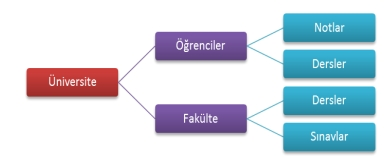 Üniversite
Öğrenciler
Notlar
Dersler
Fakülte
Dersler
Sınavlar